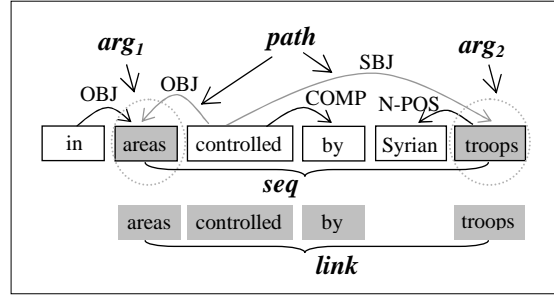 arg1 path arg2
OBJ OBJ SBJ
COMP N-POS
in areas controlled by Syrian troops
seq
areas controlled by troops
link